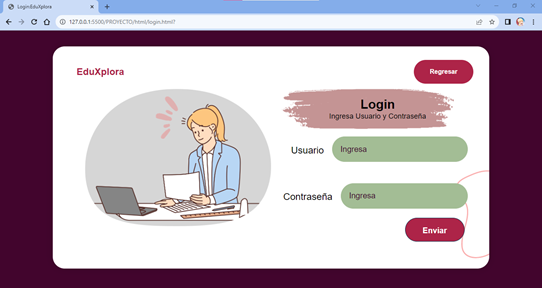 Login EduXplora
127.0.0.1:5500/PROYECTO/html/login.html?
EduXplora
Regresar
Login
Ingresa Usuario y Contraseña
Usuario
Ingresa
Contraseña
Ingresa
Enviar